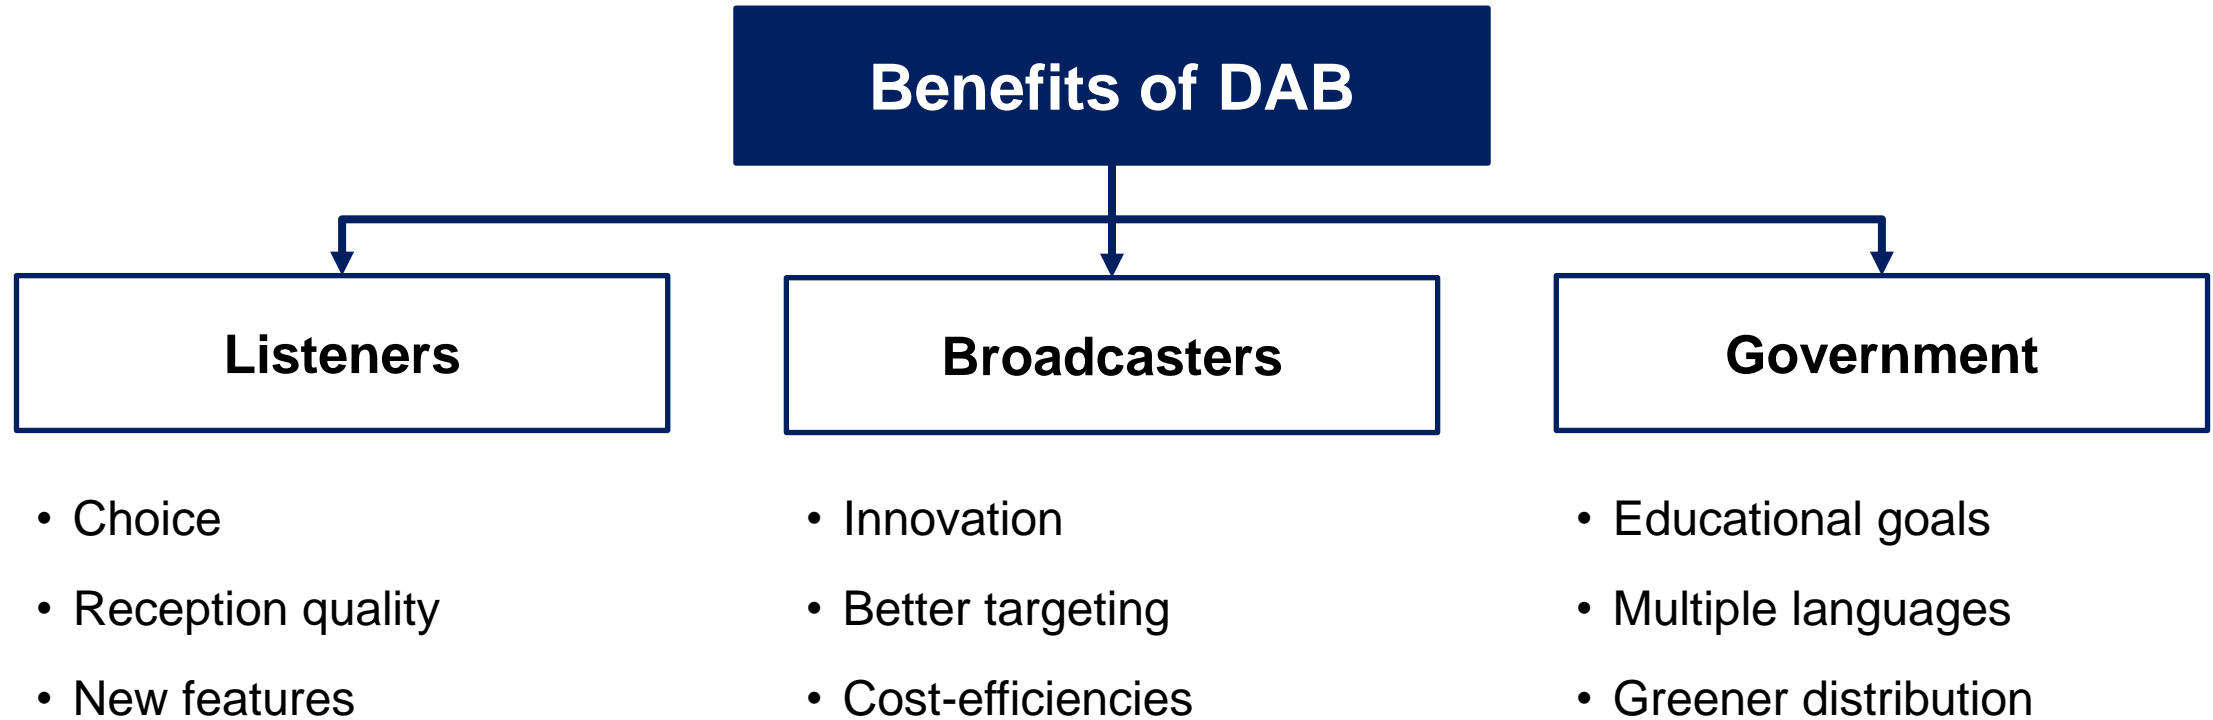 Benefits of DAB
Listeners
Broadcasters
Government
• Choice
• Reception quality
• New features
• Innovation
• Better targeting
• Cost-efficiencies
• Educational goals
• Multiple languages
• Greener distribution